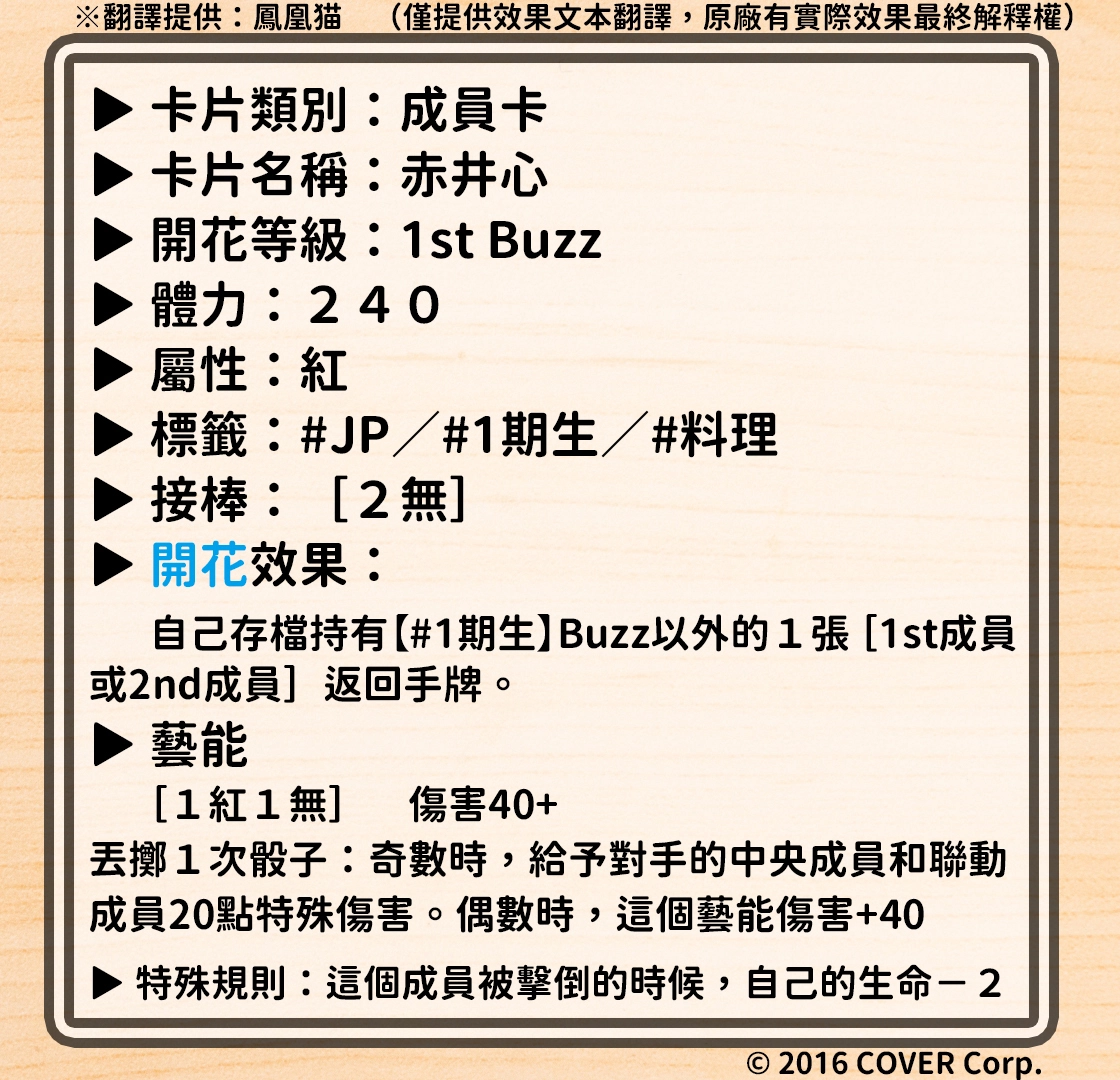 ※翻譯提供：鳳凰猫　（僅提供效果文本翻譯，原廠有實際效果最終解釋權）
▶ 卡片類別：成員卡
▶ 卡片名稱：赤井心
▶ 開花等級：1st Buzz
▶ 體力：２４０
▶ 屬性：紅
▶ 標籤：#JP／#1期生／#料理
▶ 接棒：［２無］
▶ 開花效果：
自己存檔持有【#1期生】Buzz以外的１張［1st成員
或2nd成員］返回手牌。
▶ 藝能
［１紅１無］　傷害40+
丟擲１次骰子：奇數時，給予對手的中央成員和聯動
成員20點特殊傷害。偶數時，這個藝能傷害+40
▶ 特殊規則：這個成員被擊倒的時候，自己的生命－２
© 2016 COVER Corp.